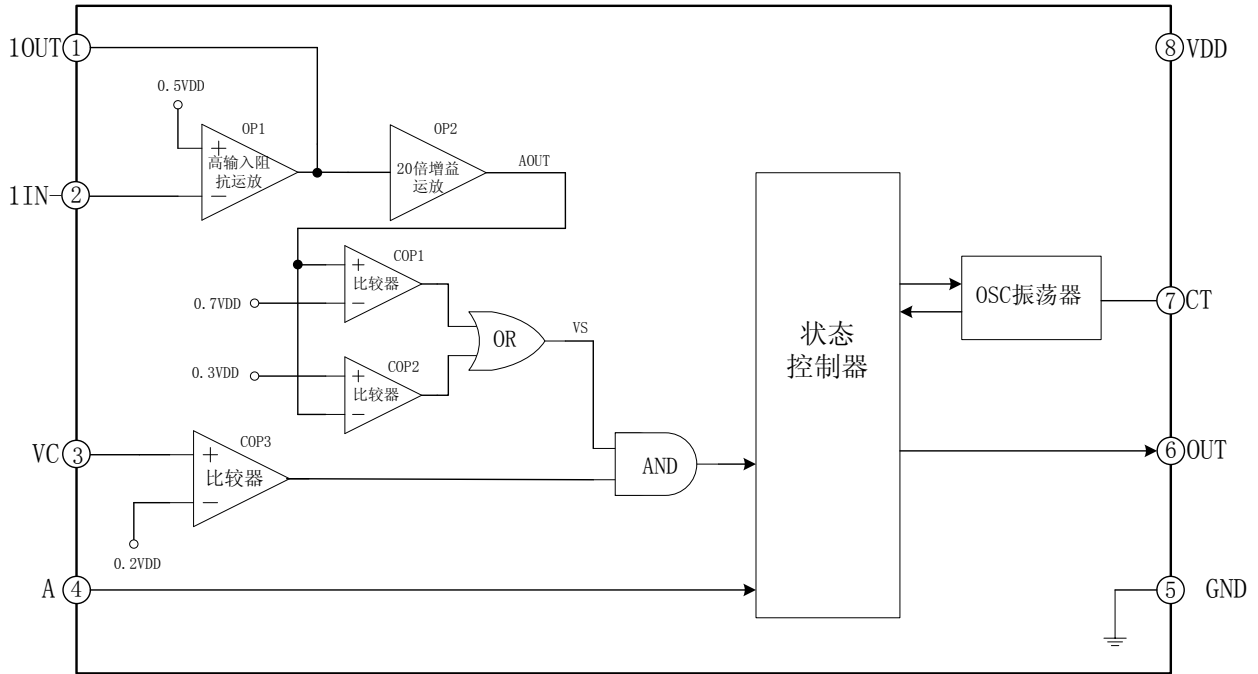 1OUT
1
8
VDD
0.5VDD
OP1
OP2
+
高输入阻
抗运放
−
20倍增益
运放
AOUT
1IN-
2
COP1
+
比较器
−
0.7VDD
OR
VS
COP2
0.3VDD
+
比较器
−
状态
控制器
OSC振荡器
7
CT
VC
3
COP3
+
比较器
−
0.2VDD
AND
6
OUT
A
4
5
GND